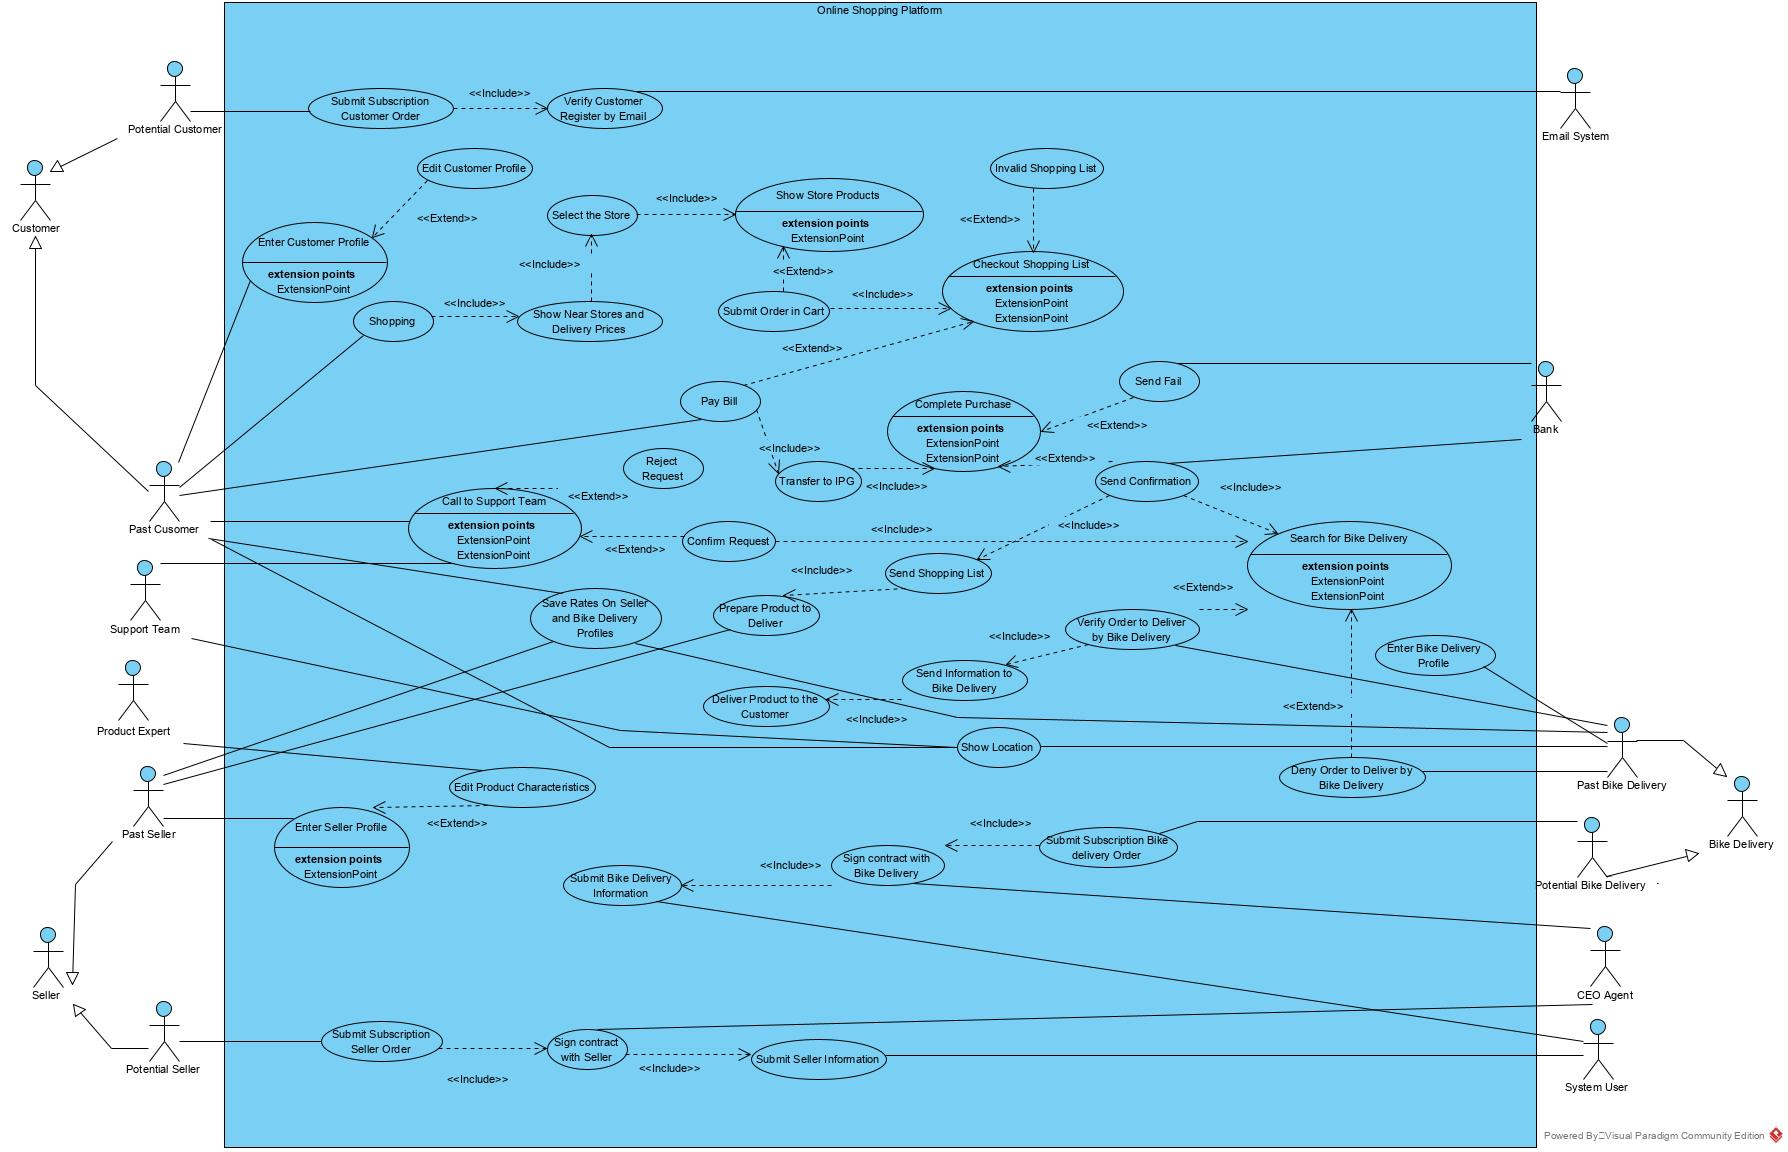 Online Shopping Platform
Potential Customer
Submit Subscription
Customer Order
<<Include>>
Verify Customer
Register by Email
Email System
Customer
Edit Customer Profile
<<Extend>>
Enter Customer Profile
extension points
ExtensionPoint
Select the Store
<<Include>>
Show Store Products
extension points
ExtensionPoint
Invalid Shopping List
<<Extend>>
Checkout Shopping List
extension points
ExtensionPoint
ExtensionPoint
<<Include>>
<<Extend>>
Shopping
<<Include>>
Show Near Stores and
Delivery Prices
Submit Order in Cart
<<Include>>
<<Extend>>
Pay Bill
Send Fail
Bank
Complete Purchase
extension points
ExtensionPoint
ExtensionPoint
<<Extend>>
<<Include>>
<<Extend>>
Reject
Request
Transfer to IPG
<<Include>>
Send Confirmation
<<Include>>
Past Cusomer
Call to Support Team
extension points
ExtensionPoint
ExtensionPoint
<<Extend>>
<<Extend>>
Confirm Request
<<Include>>
<<Include>>
Search for Bike Delivery
extension points
ExtensionPoint
ExtensionPoint
Send Shopping List
<<Include>>
<<Extend>>
Support Team
Save Rates On Seller
and Bike Delivery
Profiles
Prepare Product to
Deliver
Verify Order to Deliver
by Bike Delivery
<<Include>>
Enter Bike Delivery
Profile
Send Information to
Bike Delivery
Deliver Product to the
Customer
<<Include>>
<<Extend>>
Product Expert
Show Location
Past Bike Delivery
Edit Product Characteristics
Deny Order to Deliver by
Bike Delivery
Past Seller
<<Extend>>
Enter Seller Profile
extension points
ExtensionPoint
<<Include>>
Submit Subscription Bike
delivery Order
Bike Delivery
Sign contract with
Bike Delivery
<<Include>>
Submit Bike Delivery
Information
Potential Bike Delivery
Seller
CEO Agent
Potential Seller
Submit Subscription
Seller Order
<<Include>>
Sign contract
with Seller
<<Include>>
Submit Seller Information
System User
Powered By Visual Paradigm Community Edition